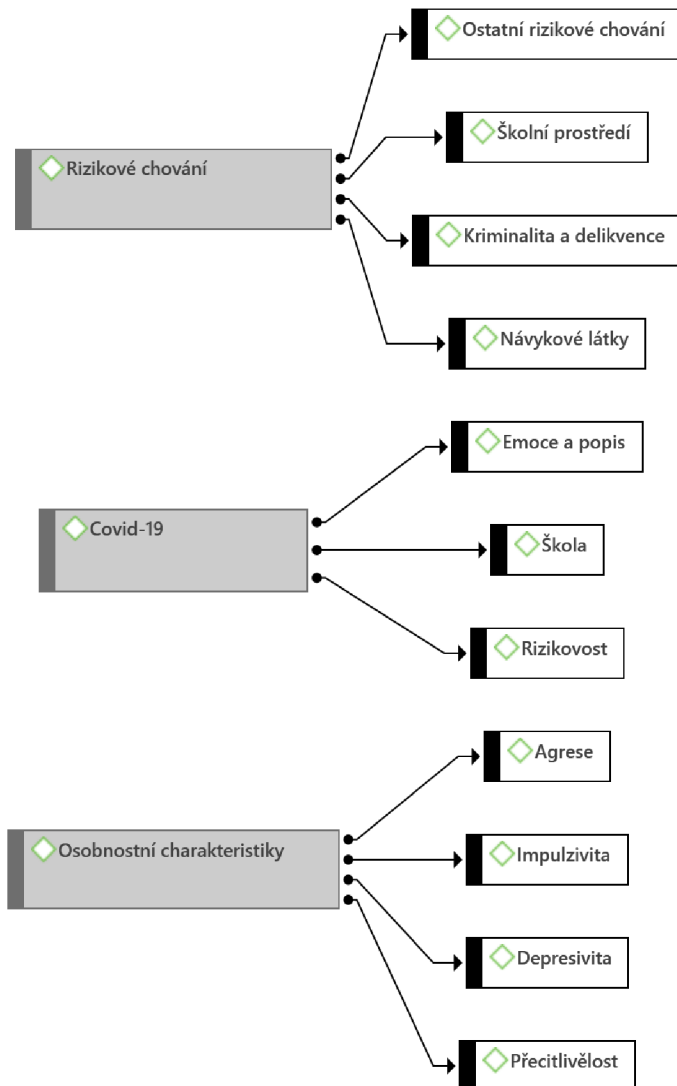 Ostatní rizikové chování
Školní prostředí
Rizikové chování
Kriminalita a delikvence
Návykové látky
Emoce a popis
Covid-19
Škola
Rizikovost
Agrese
Osobnostní charakteristiky
Impulzivita
Depresivita
Přecitlivělost